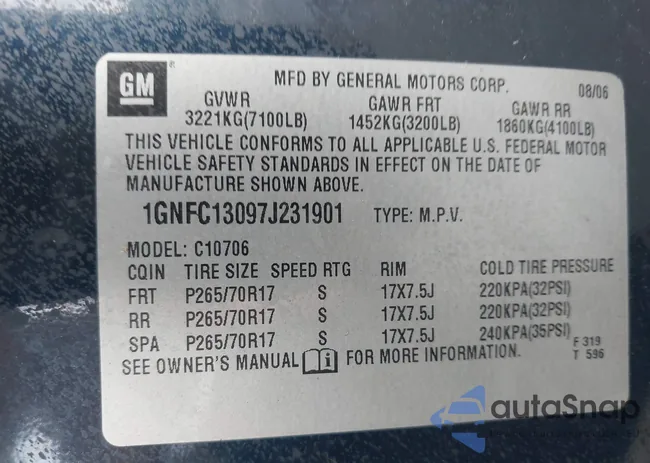 GM
MFD BY GENERAL MOTORS CORP. 08/06
GVWR GAWR FRT GAWR RR
3221KG(7100LB) 1452KG(3200LB) 1860KG(4100LB)
THIS VEHICLE CONFORMS TO ALL APPLICABLE U.S. FEDERAL MOTOR
VEHICLE SAFETY STANDARDS IN EFFECT ON THE DATE OF
MANUFACTURE SHOWN ABOVE.
1GNFC13097J231901 TYPE: M.P.V.
MODEL: C10706
CQIN TIRE SIZE SPEED RTG RIM COLD TIRE PRESSURE
FRT P265/70R17 S 17X7.5J 220KPA(32PSI)
RR P265/70R17 S 17X7.5J 220KPA(32PSI)
SPA P265/70R17 S 17X7.5J 240KPA(35PSI)
SEE OWNER'S MANUAL i FOR MORE INFORMATION.
F 319
T 596
autoSnap